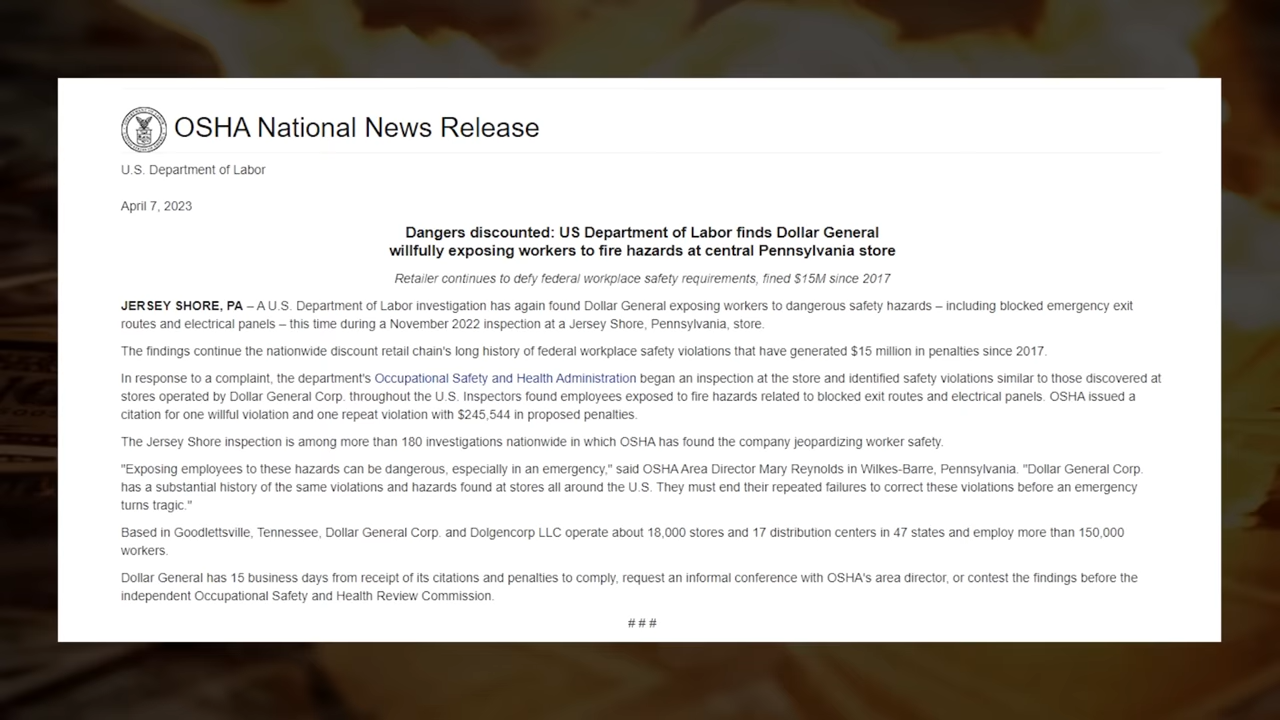 OSHA National News Release
U.S. Department of Labor
April 7, 2023
Dangers discounted: US Department of Labor finds Dollar General
willfully exposing workers to fire hazards at central Pennsylvania store
Retailer continues to defy federal workplace safety requirements, fined $15M since 2017
JERSEY SHORE, PA – A U.S. Department of Labor investigation has again found Dollar General exposing workers to dangerous safety hazards – including blocked emergency exit
routes and electrical panels – this time during a November 2022 inspection at a Jersey Shore, Pennsylvania, store.
The findings continue the nationwide discount retail chain's long history of federal workplace safety violations that have generated $15 million in penalties since 2017.
In response to a complaint, the department's Occupational Safety and Health Administration began an inspection at the store and identified safety violations similar to those discovered at
stores operated by Dollar General Corp. throughout the U.S. Inspectors found employees exposed to fire hazards related to blocked exit routes and electrical panels. OSHA issued a
citation for one willful violation and one repeat violation with $245,544 in proposed penalties.
The Jersey Shore inspection is among more than 180 investigations nationwide in which OSHA has found the company jeopardizing worker safety.
"Exposing employees to these hazards can be dangerous, especially in an emergency," said OSHA Area Director Mary Reynolds in Wilkes-Barre, Pennsylvania. "Dollar General Corp.
has a substantial history of the same violations and hazards found at stores all around the U.S. They must end their repeated failures to correct these violations before an emergency
turns tragic."
Based in Goodlettsville, Tennessee, Dollar General Corp. and Dolgencorp LLC operate about 18,000 stores and 17 distribution centers in 47 states and employ more than 150,000
workers.
Dollar General has 15 business days from receipt of its citations and penalties to comply, request an informal conference with OSHA's area director, or contest the findings before the
independent Occupational Safety and Health Review Commission.
# # #